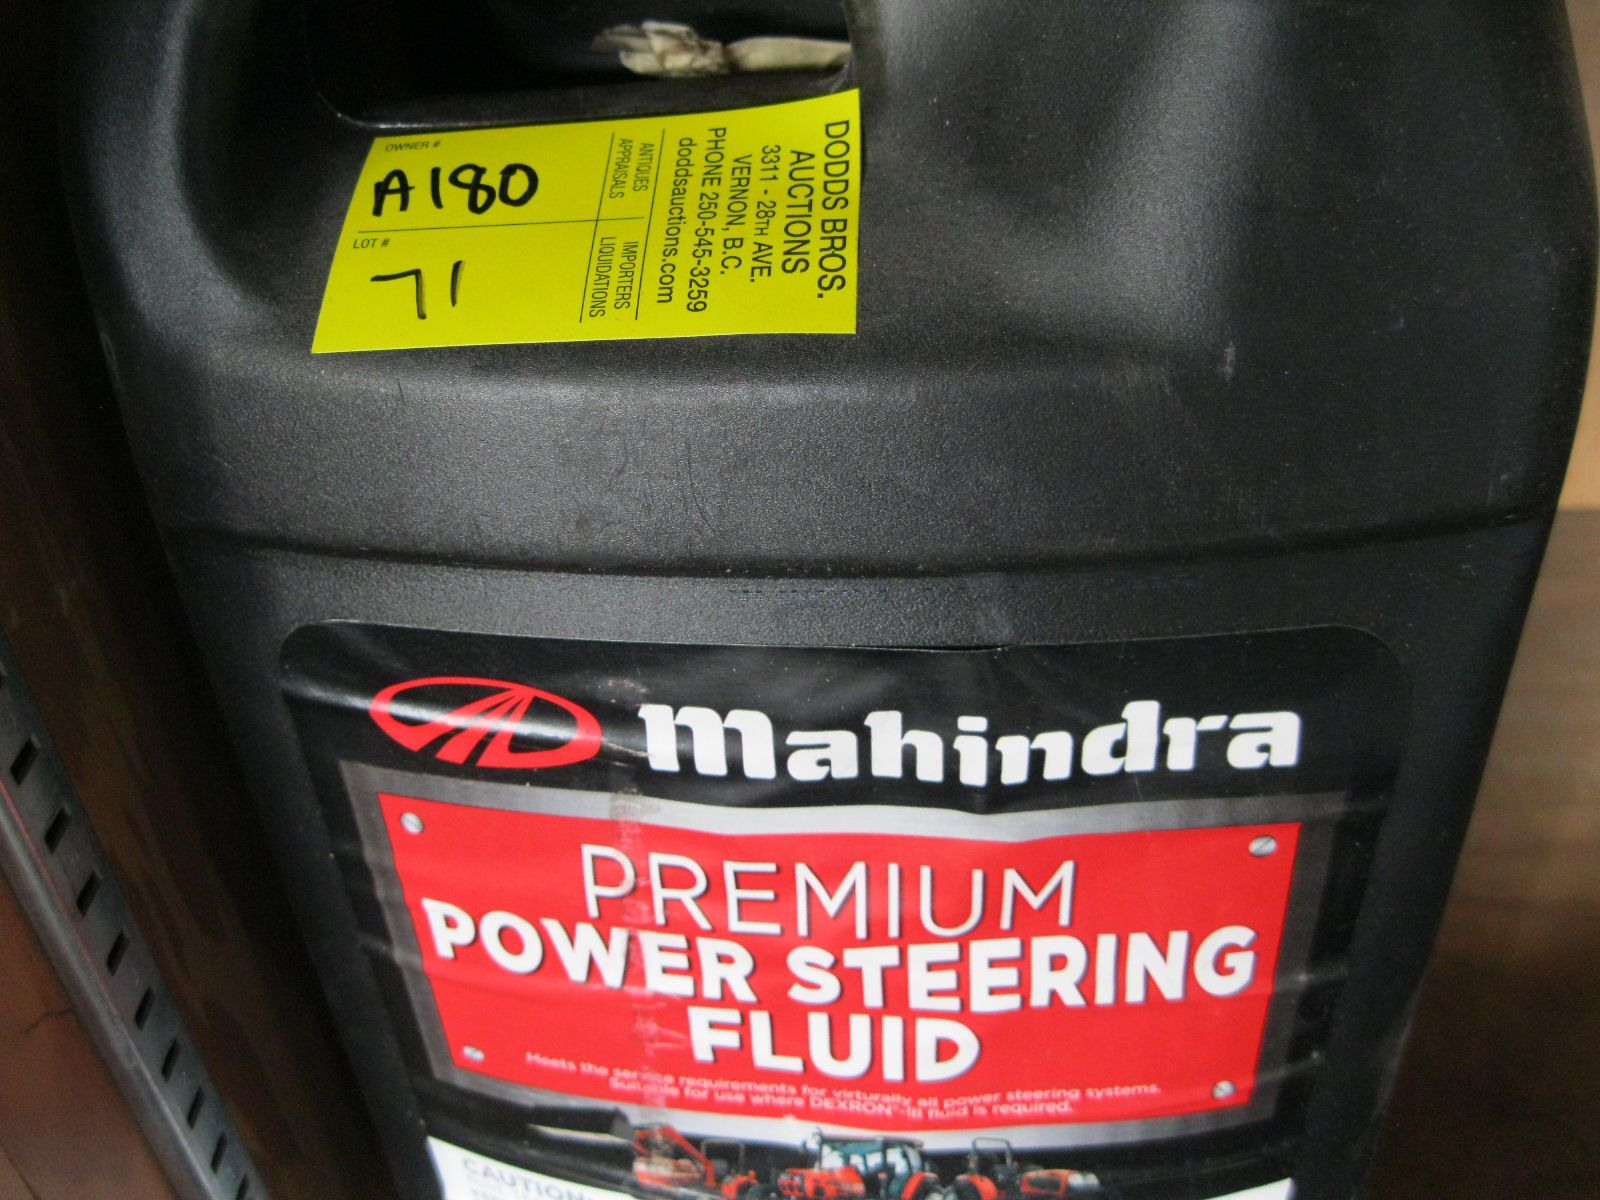 OWNER #
A180
LOT #
71
ANTIQUES
APPRAISALS
IMPORTERS
LIQUIDATIONS
DODDS BROS.
AUCTIONS
3311 - 28TH AVE.
VERNON, B.C.
PHONE 250-545-3259
doddsauctions.com
mahindra
PREMIUM
POWER STEERING
FLUID
Meets the service requirements for virturally all power steering systems.
Suitable for use where DEXRON®-III fluid is required.
CAUTION: